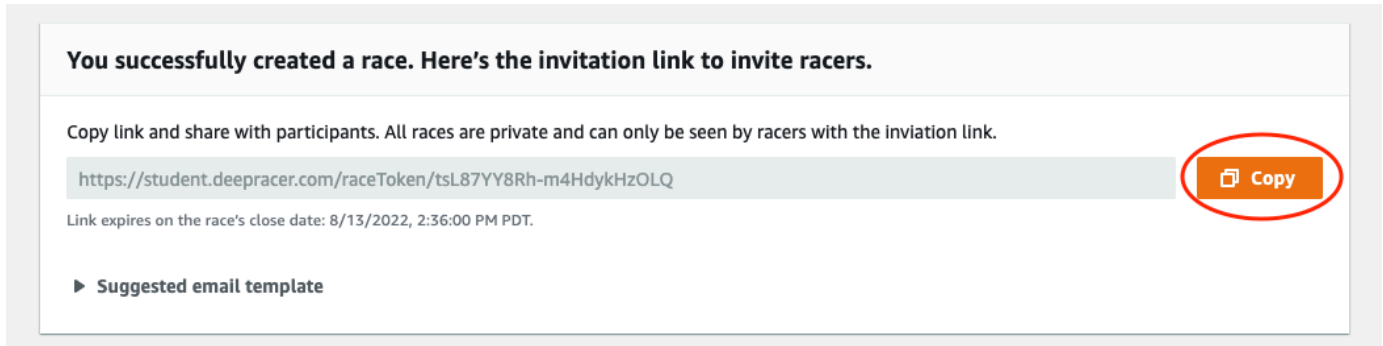 You successfully created a race. Here’s the invitation link to invite racers.
Copy link and share with participants. All races are private and can only be seen by racers with the inviation link.
https://student.deepracer.com/raceToken/tsL87YY8Rh-m4HdykHzOLQ
Copy
Link expires on the race’s close date: 8/13/2022, 2:36:00 PM PDT.
Suggested email template